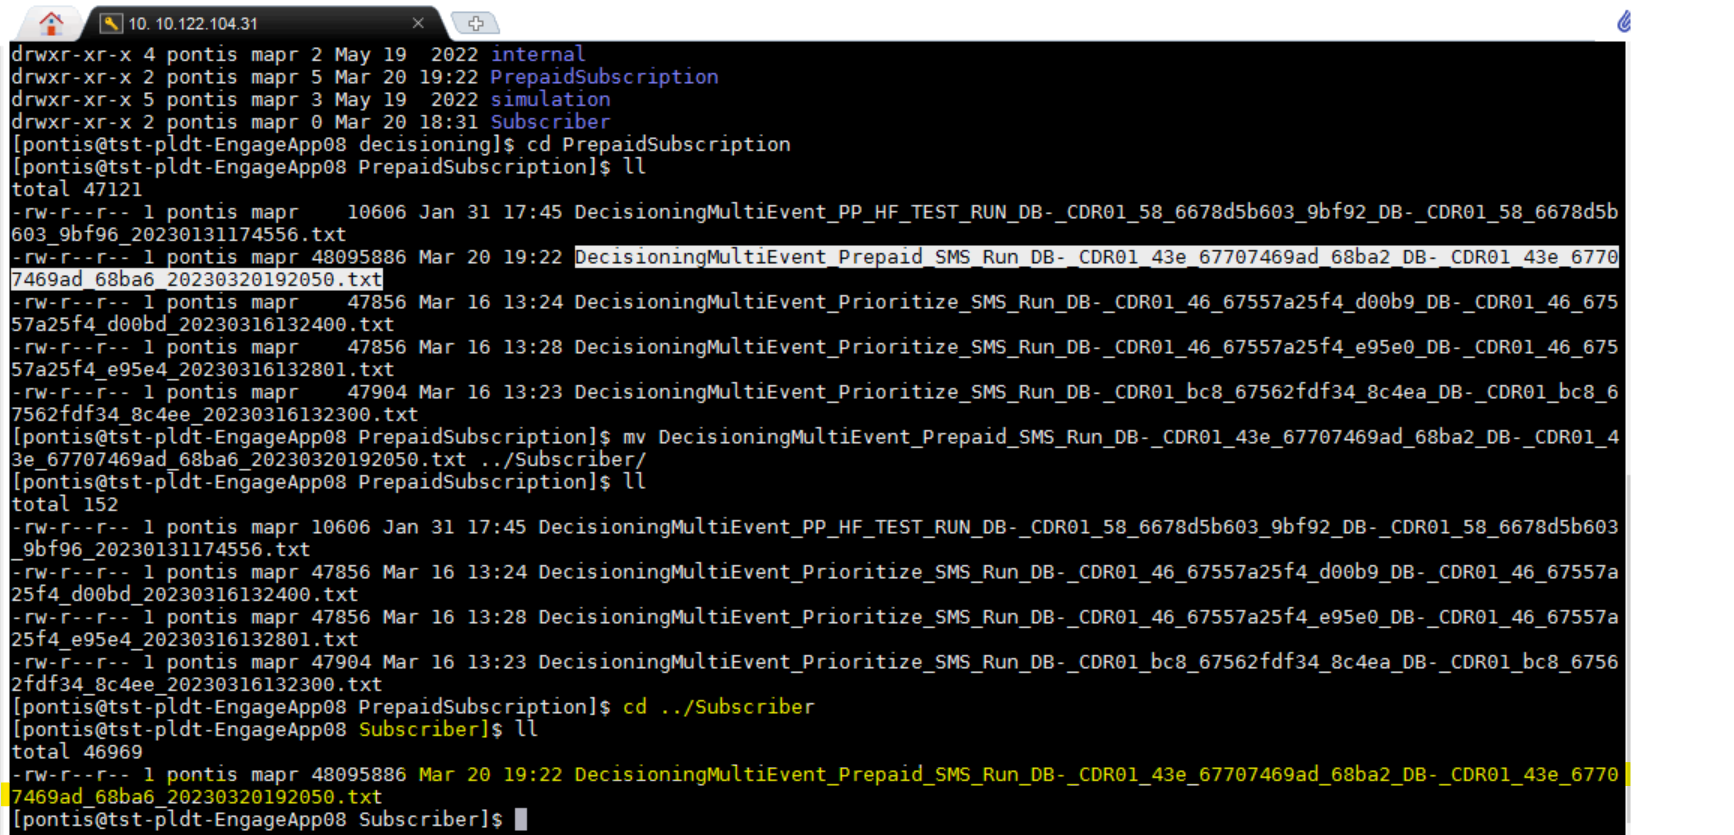 10. 10.122.104.31
drwxr-xr-x 4 pontis mapr 2 May 19  2022 internal
drwxr-xr-x 2 pontis mapr 5 Mar 20 19:22 PrepaidSubscription
drwxr-xr-x 5 pontis mapr 3 May 19  2022 simulation
drwxr-xr-x 2 pontis mapr 0 Mar 20 18:31 Subscriber
[pontis@tst-pldt-EngageApp08 decisioning]$ cd PrepaidSubscription
[pontis@tst-pldt-EngageApp08 PrepaidSubscription]$ ll
total 47121
-rw-r--r-- 1 pontis mapr    10606 Jan 31 17:45 DecisioningMultiEvent_PP_HF_TEST_RUN_DB-_CDR01_58_6678d5b603_9bf92_DB-_CDR01_58_6678d5b
603_9bf96_20230131174556.txt
-rw-r--r-- 1 pontis mapr 48095886 Mar 20 19:22 DecisioningMultiEvent_Prepaid_SMS_Run_DB-_CDR01_43e_67707469ad_68ba2_DB-_CDR01_43e_6770
7469ad_68ba6_20230320192050.txt
-rw-r--r-- 1 pontis mapr    47856 Mar 16 13:24 DecisioningMultiEvent_Prioritize_SMS_Run_DB-_CDR01_46_67557a25f4_d00b9_DB-_CDR01_46_675
57a25f4_d00bd_20230316132400.txt
-rw-r--r-- 1 pontis mapr    47856 Mar 16 13:28 DecisioningMultiEvent_Prioritize_SMS_Run_DB-_CDR01_46_67557a25f4_e95e0_DB-_CDR01_46_675
57a25f4_e95e4_20230316132801.txt
-rw-r--r-- 1 pontis mapr    47904 Mar 16 13:23 DecisioningMultiEvent_Prioritize_SMS_Run_DB-_CDR01_bc8_67562fdf34_8c4ea_DB-_CDR01_bc8_6
7562fdf34_8c4ee_20230316132300.txt
[pontis@tst-pldt-EngageApp08 PrepaidSubscription]$ mv DecisioningMultiEvent_Prepaid_SMS_Run_DB-_CDR01_43e_67707469ad_68ba2_DB-_CDR01_4
3e_67707469ad_68ba6_20230320192050.txt ../Subscriber/
[pontis@tst-pldt-EngageApp08 PrepaidSubscription]$ ll
total 152
-rw-r--r-- 1 pontis mapr 10606 Jan 31 17:45 DecisioningMultiEvent_PP_HF_TEST_RUN_DB-_CDR01_58_6678d5b603_9bf92_DB-_CDR01_58_6678d5b603
_9bf96_20230131174556.txt
-rw-r--r-- 1 pontis mapr 47856 Mar 16 13:24 DecisioningMultiEvent_Prioritize_SMS_Run_DB-_CDR01_46_67557a25f4_d00b9_DB-_CDR01_46_67557a
25f4_d00bd_20230316132400.txt
-rw-r--r-- 1 pontis mapr 47856 Mar 16 13:28 DecisioningMultiEvent_Prioritize_SMS_Run_DB-_CDR01_46_67557a25f4_e95e0_DB-_CDR01_46_67557a
25f4_e95e4_20230316132801.txt
-rw-r--r-- 1 pontis mapr 47904 Mar 16 13:23 DecisioningMultiEvent_Prioritize_SMS_Run_DB-_CDR01_bc8_67562fdf34_8c4ea_DB-_CDR01_bc8_6756
2fdf34_8c4ee_20230316132300.txt
[pontis@tst-pldt-EngageApp08 PrepaidSubscription]$ cd ../Subscriber
[pontis@tst-pldt-EngageApp08 Subscriber]$ ll
total 46969
-rw-r--r-- 1 pontis mapr 48095886 Mar 20 19:22 DecisioningMultiEvent_Prepaid_SMS_Run_DB-_CDR01_43e_67707469ad_68ba2_DB-_CDR01_43e_6770
7469ad_68ba6_20230320192050.txt
[pontis@tst-pldt-EngageApp08 Subscriber]$